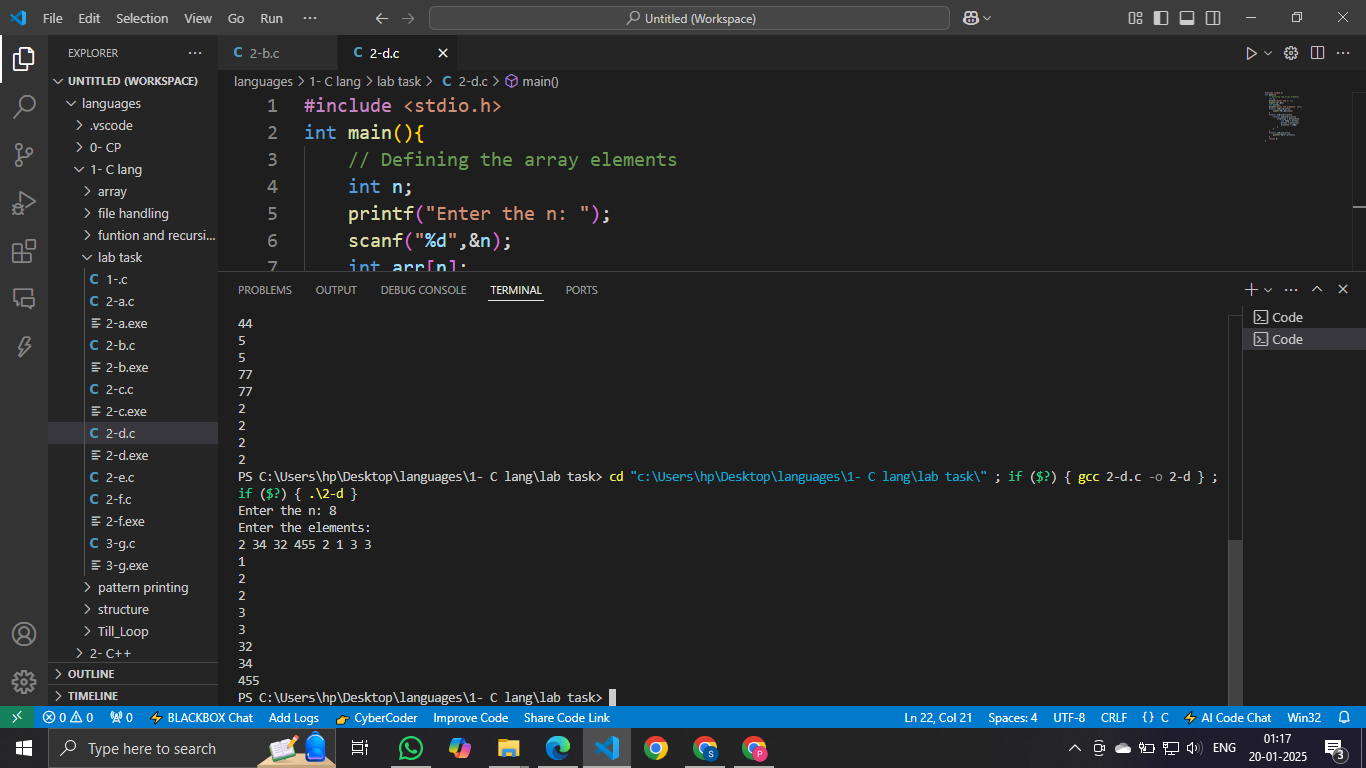 File Edit Selection View Go Run ··· Untitled (Workspace)
EXPLORER ···
UNTITLED (WORKSPACE)
languages
.vscode
0- CP
1- C lang
array
file handling
funtion and recursi...
lab task
C 1-.c
C 2-a.c
2-a.exe
C 2-b.c
2-b.exe
C 2-c.c
2-c.exe
C 2-d.c
2-d.exe
C 2-e.c
C 2-f.c
2-f.exe
C 3-g.c
3-g.exe
pattern printing
structure
Till_Loop
2- C++
OUTLINE
TIMELINE
C 2-b.c C 2-d.c
languages > 1- C lang > lab task > C 2-d.c > main()
1 #include <stdio.h>
2 int main(){
3 // Defining the array elements
4 int n;
5 printf("Enter the n: ");
6 scanf("%d",&n);
7 int arr[n];
PROBLEMS OUTPUT DEBUG CONSOLE TERMINAL PORTS
44
5
5
77
77
2
2
2
2
PS C:\Users\hp\Desktop\languages\1- C lang\lab task> cd "c:\Users\hp\Desktop\languages\1- C lang\lab task\" ; if ($?) { gcc 2-d.c -o 2-d } ;
if ($?) { .\2-d }
Enter the n: 8
Enter the elements:
2 34 32 455 2 1 3 3
1
2
2
3
3
32
34
455
PS C:\Users\hp\Desktop\languages\1- C lang\lab task>
Code
Code
0 0 0 BLACKBOX Chat Add Logs CyberCoder Improve Code Share Code Link Ln 22, Col 21 Spaces: 4 UTF-8 CRLF {} C AI Code Chat Win32
Type here to search
S
P
ENG
01:17
20-01-2025
3